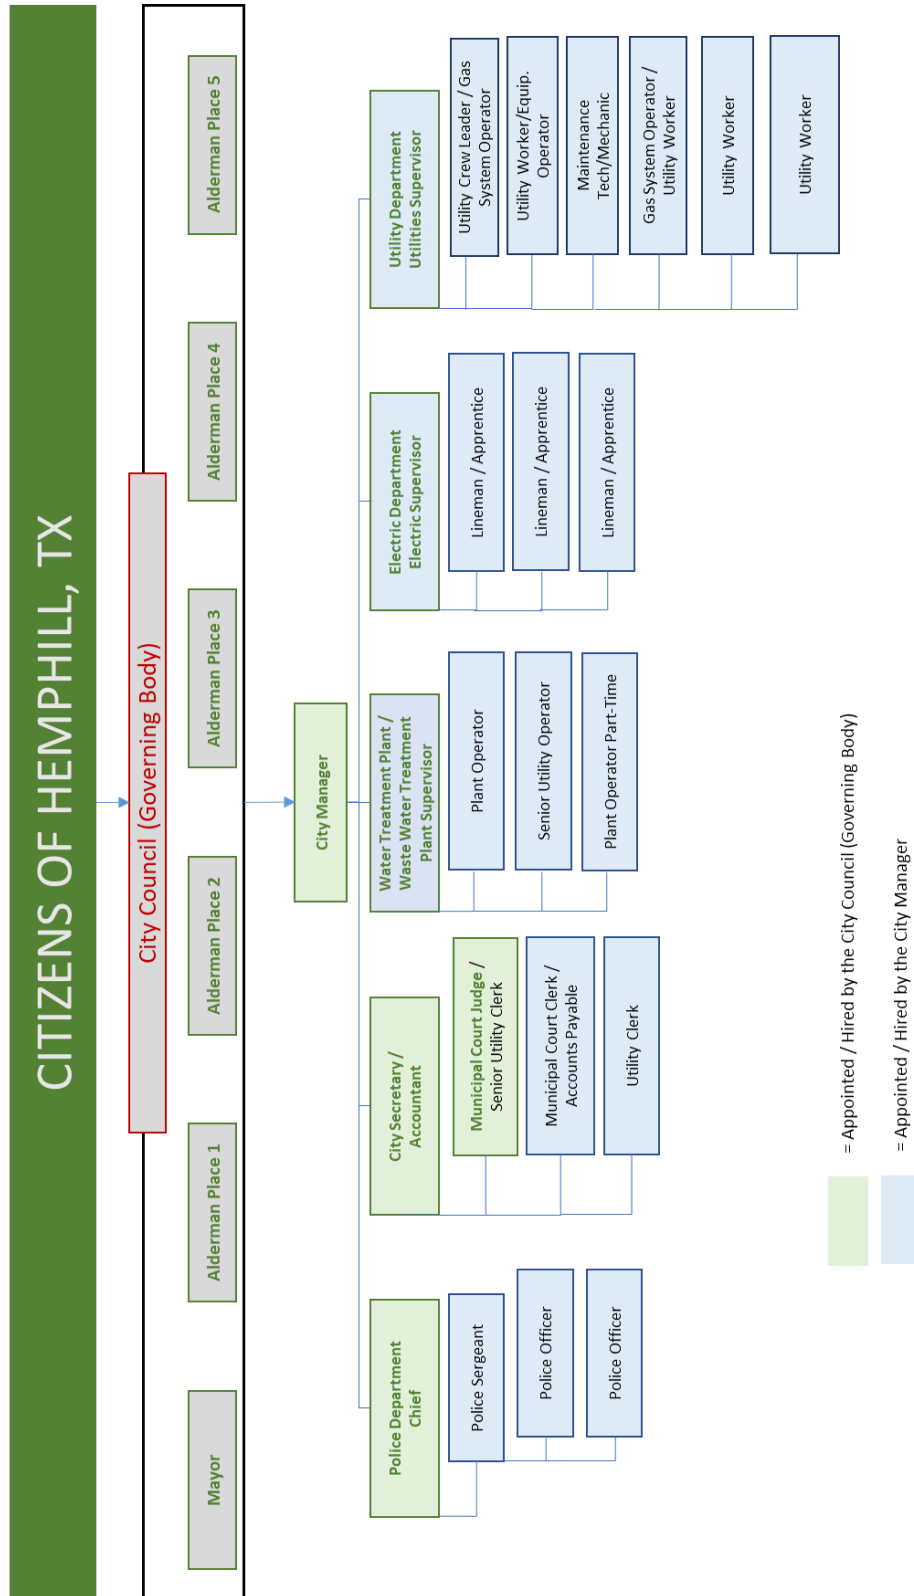 CITIZENS OF HEMPHILL, TX
City Council (Governing Body)
Mayor
Alderman Place 1
Alderman Place 2
Alderman Place 3
Alderman Place 4
Alderman Place 5
City Manager
Police Department
Chief
Police Sergeant
Police Officer
Police Officer
City Secretary /
Accountant
Municipal Court Judge /
Senior Utility Clerk
Municipal Court Clerk /
Accounts Payable
Utility Clerk
Water Treatment Plant /
Waste Water Treatment
Plant Supervisor
Plant Operator
Senior Utility Operator
Plant Operator Part-Time
Electric Department
Electric Supervisor
Lineman / Apprentice
Lineman / Apprentice
Lineman / Apprentice
Utility Department
Utilities Supervisor
Utility Crew Leader / Gas
System Operator
Utility Worker/Equip.
Operator
Maintenance
Tech/Mechanic
Gas System Operator /
Utility Worker
Utility Worker
Utility Worker
= Appointed / Hired by the City Council (Governing Body)
= Appointed / Hired by the City Manager